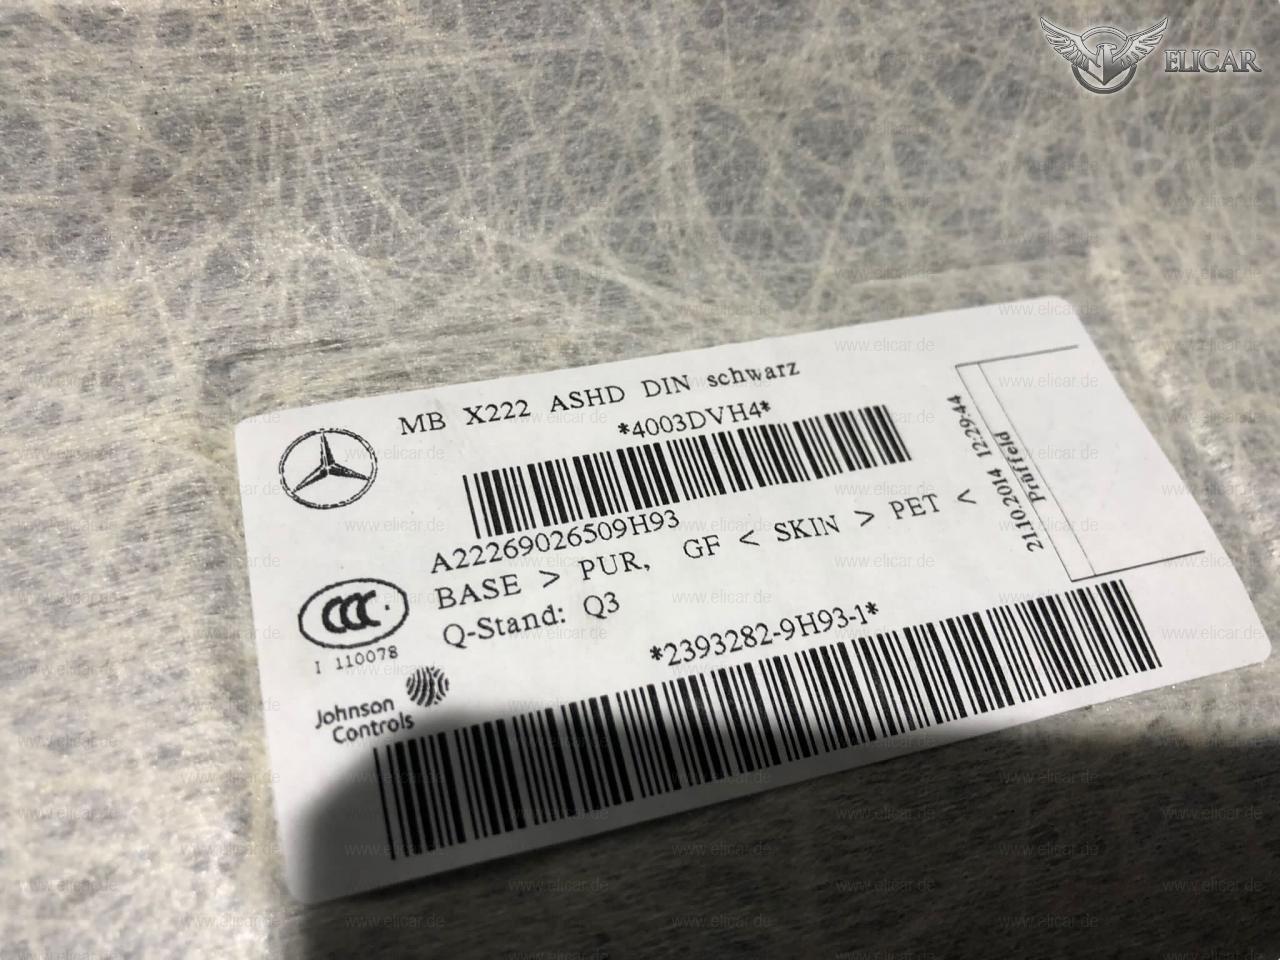 ELICAR
MB X222 ASHD DIN schwarz
*4003DVH4*
A22269026509H93
BASE > PUR, GF < SKIN > PET <
Q-Stand: Q3
*2393282-9H93-1*
21.10.2014 12:29:44
Prüffeld
CCC
I 110078
Johnson
Controls
www.elicar.de